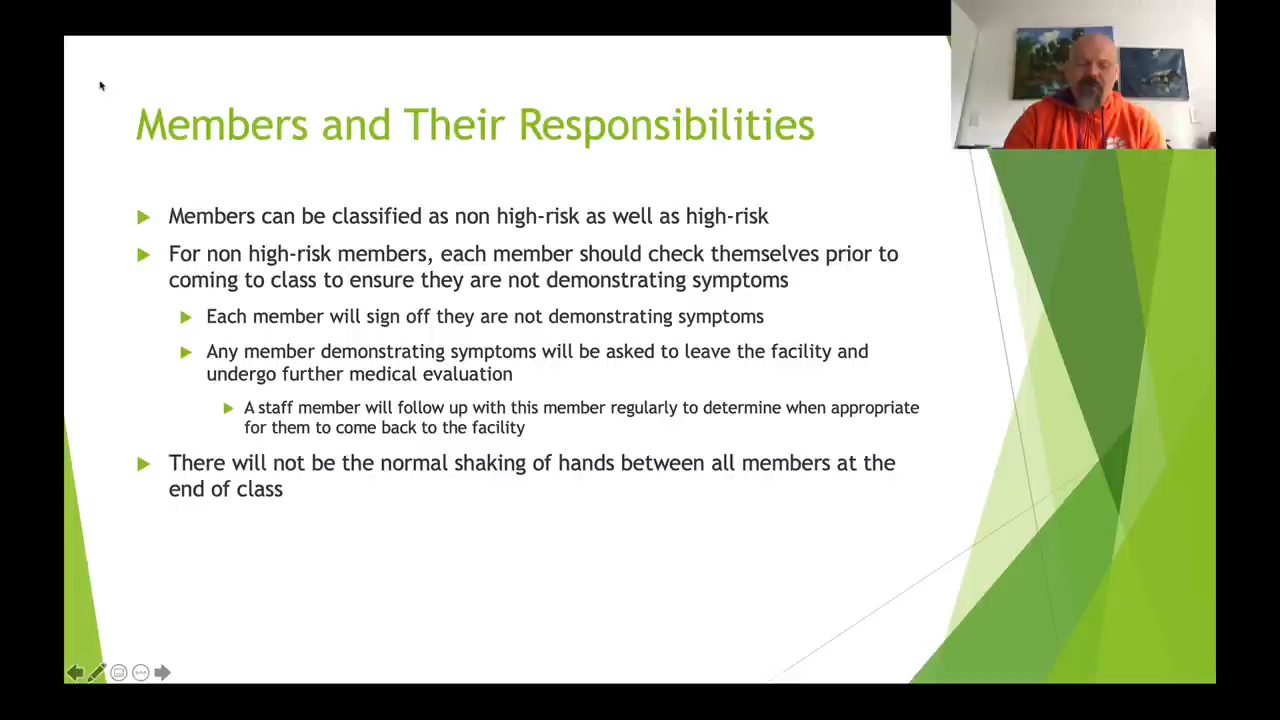 Members and Their Responsibilities
Members can be classified as non high-risk as well as high-risk
For non high-risk members, each member should check themselves prior to
coming to class to ensure they are not demonstrating symptoms
Each member will sign off they are not demonstrating symptoms
Any member demonstrating symptoms will be asked to leave the facility and
undergo further medical evaluation
A staff member will follow up with this member regularly to determine when appropriate
for them to come back to the facility
There will not be the normal shaking of hands between all members at the
end of class